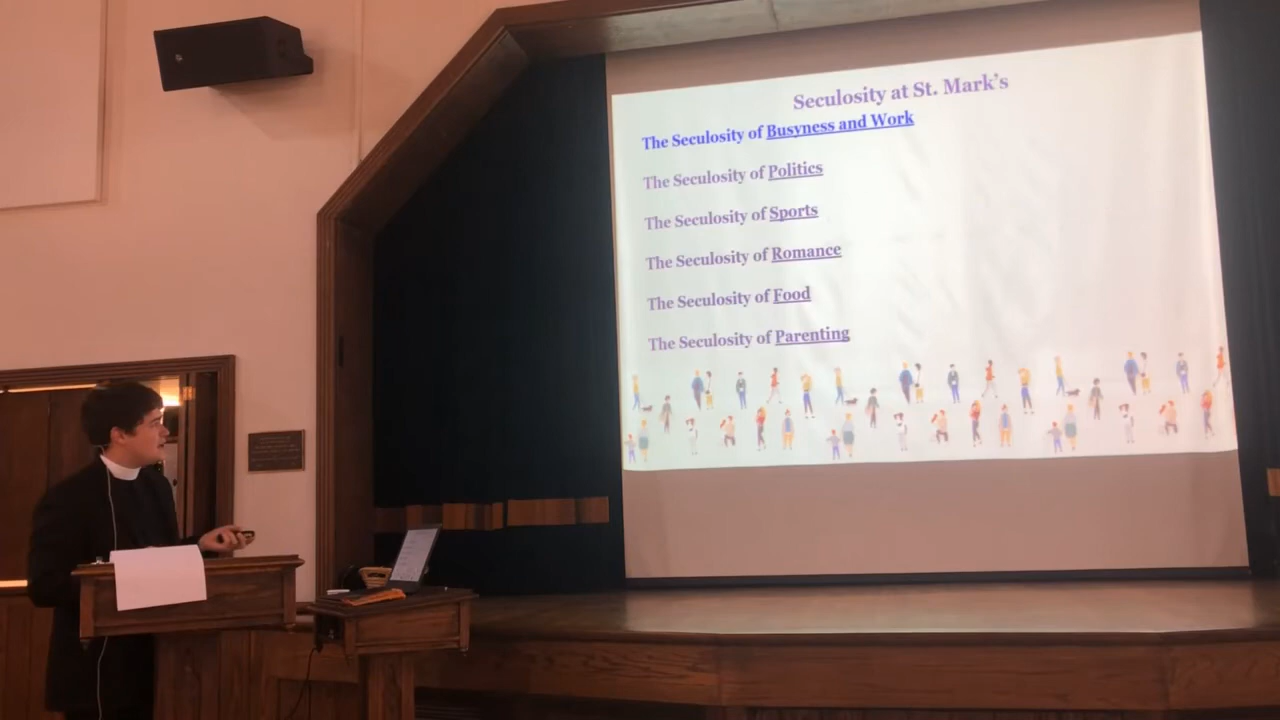 Seculosity at St. Mark's
The Seculosity of Busyness and Work
The Seculosity of Politics
The Seculosity of Sports
The Seculosity of Romance
The Seculosity of Food
The Seculosity of Parenting